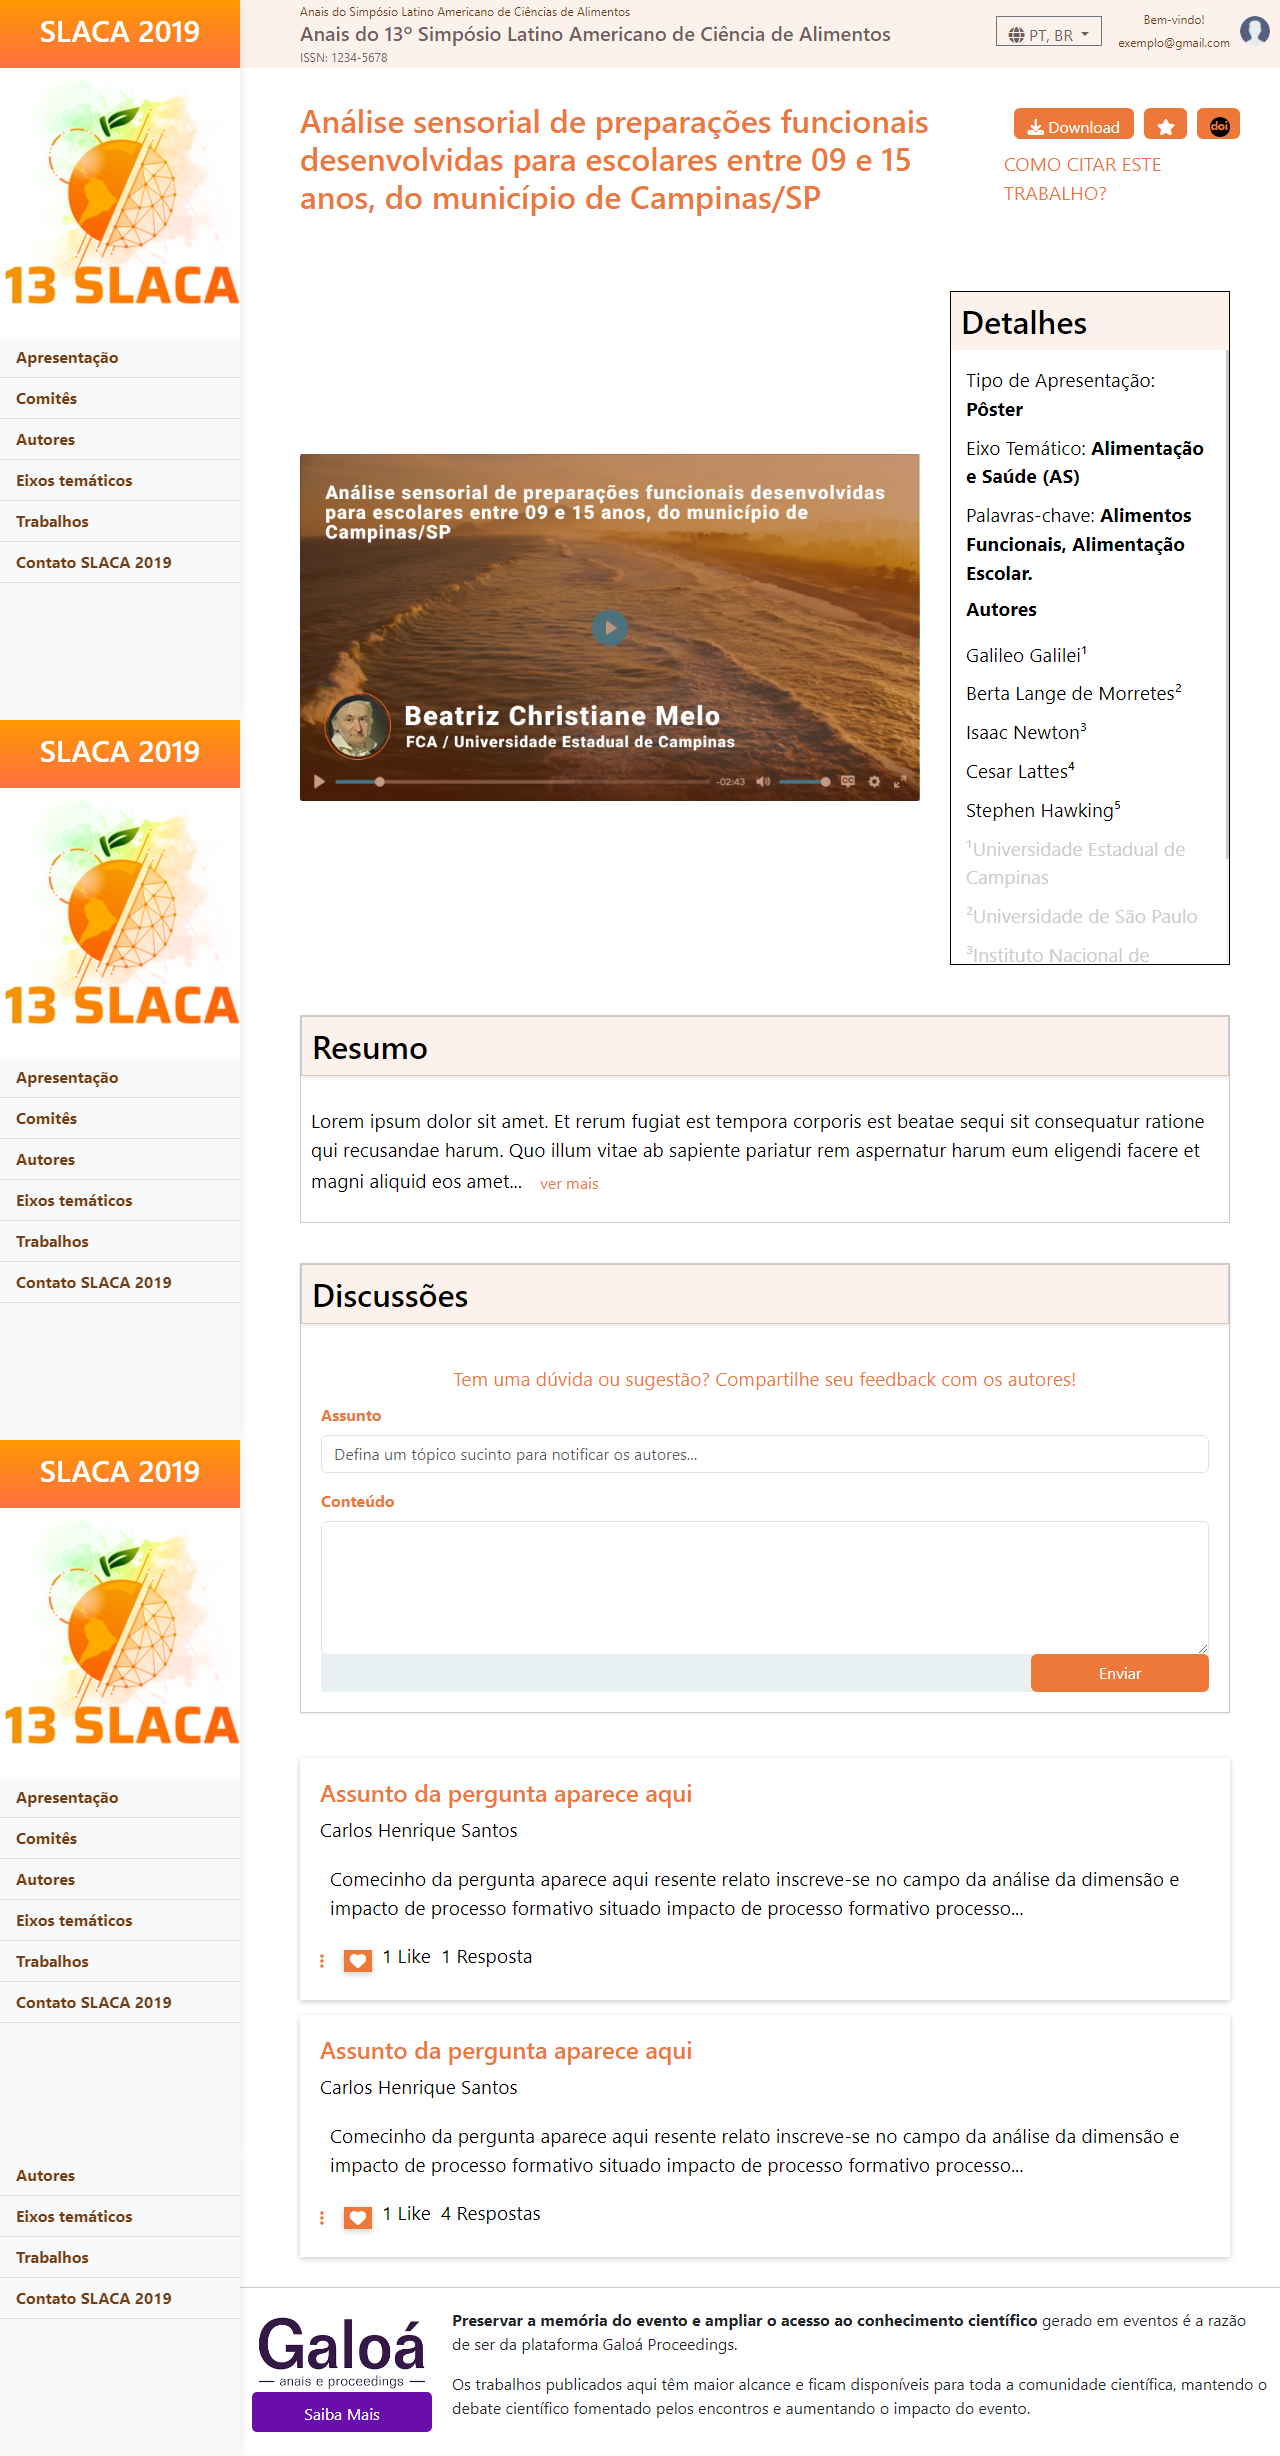 SLACA 2019
13 SLACA
Apresentação
Comitês
Autores
Eixos temáticos
Trabalhos
Contato SLACA 2019
SLACA 2019
13 SLACA
Apresentação
Comitês
Autores
Eixos temáticos
Trabalhos
Contato SLACA 2019
SLACA 2019
13 SLACA
Apresentação
Comitês
Autores
Eixos temáticos
Trabalhos
Contato SLACA 2019
Autores
Eixos temáticos
Trabalhos
Contato SLACA 2019
Anais do Simpósio Latino Americano de Ciências de Alimentos
Anais do 13º Simpósio Latino Americano de Ciência de Alimentos
ISSN: 1234-5678
PT, BR
Bem-vindo!
exemplo@gmail.com
Análise sensorial de preparações funcionais
desenvolvidas para escolares entre 09 e 15
anos, do município de Campinas/SP
Download
doi
COMO CITAR ESTE
TRABALHO?
Análise sensorial de preparações funcionais desenvolvidas
para escolares entre 09 e 15 anos, do município de
Campinas/SP
Beatriz Christiane Melo
FCA / Universidade Estadual de Campinas
-02:43
CC
Detalhes
Tipo de Apresentação:
Pôster
Eixo Temático: Alimentação
e Saúde (AS)
Palavras-chave: Alimentos
Funcionais, Alimentação
Escolar.
Autores
Galileo Galilei¹
Berta Lange de Morretes²
Isaac Newton³
Cesar Lattes⁴
Stephen Hawking⁵
¹Universidade Estadual de
Campinas
²Universidade de São Paulo
³Instituto Nacional de
Resumo
Lorem ipsum dolor sit amet. Et rerum fugiat est tempora corporis est beatae sequi sit consequatur ratione
qui recusandae harum. Quo illum vitae ab sapiente pariatur rem aspernatur harum eum eligendi facere et
magni aliquid eos amet... ver mais
Discussões
Tem uma dúvida ou sugestão? Compartilhe seu feedback com os autores!
Assunto
Defina um tópico sucinto para notificar os autores...
Conteúdo
Enviar
Assunto da pergunta aparece aqui
Carlos Henrique Santos
Comecinho da pergunta aparece aqui resente relato inscreve-se no campo da análise da dimensão e
impacto de processo formativo situado impacto de processo formativo processo...
1 Like 1 Resposta
Assunto da pergunta aparece aqui
Carlos Henrique Santos
Comecinho da pergunta aparece aqui resente relato inscreve-se no campo da análise da dimensão e
impacto de processo formativo situado impacto de processo formativo processo...
1 Like 4 Respostas
Galoá
anais e proceedings
Saiba Mais
Preservar a memória do evento e ampliar o acesso ao conhecimento científico gerado em eventos é a razão
de ser da plataforma Galoá Proceedings.
Os trabalhos publicados aqui têm maior alcance e ficam disponíveis para toda a comunidade científica, mantendo o
debate científico fomentado pelos encontros e aumentando o impacto do evento.